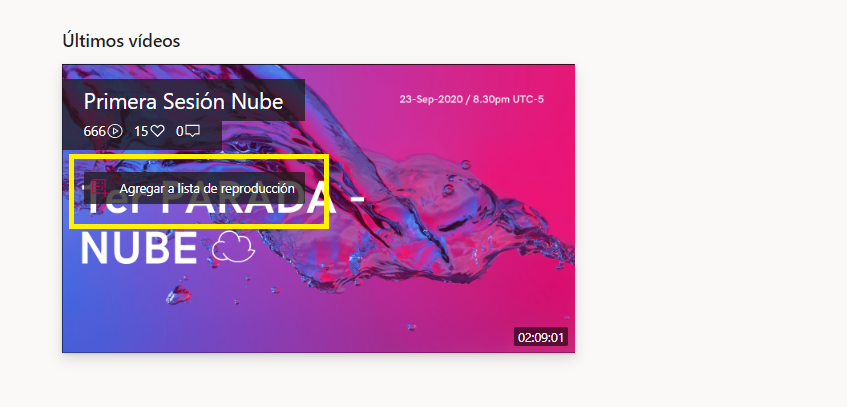 Últimos vídeos
Primera Sesión Nube
23-Sep-2020 / 8.30pm UTC-5
666 15 0
Agregar a lista de reproducción
1er PARADA -
NUBE
02:09:01